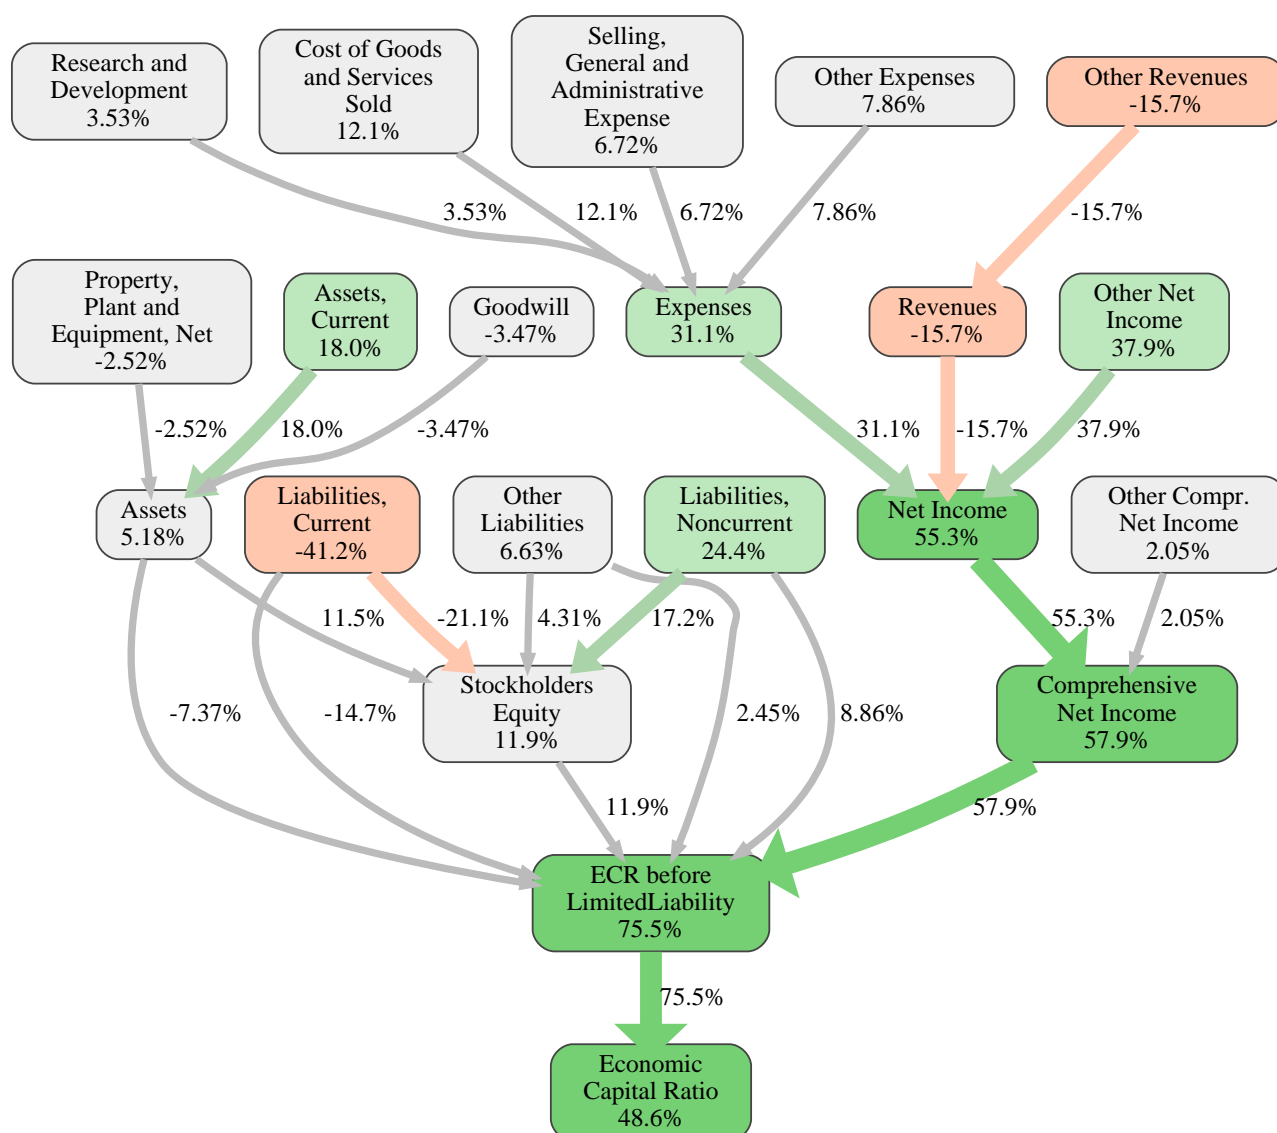 Research and
Development
3.53%
Cost of Goods
and Services
Sold
12.1%
Selling,
General and
Administrative
Expense
6.72%
Other Expenses
7.86%
Other Revenues
-15.7%
3.53%
12.1%
6.72%
7.86%
-15.7%
Property,
Plant and
Equipment, Net
-2.52%
Assets,
Current
18.0%
Goodwill
-3.47%
Expenses
31.1%
Revenues
-15.7%
Other Net
Income
37.9%
-2.52%
18.0%
-3.47%
31.1%
-15.7%
37.9%
Assets
5.18%
Liabilities,
Current
-41.2%
Other
Liabilities
6.63%
Liabilities,
Noncurrent
24.4%
Net Income
55.3%
Other Compr.
Net Income
2.05%
11.5%
-21.1%
4.31%
17.2%
55.3%
2.05%
Stockholders
Equity
11.9%
Comprehensive
Net Income
57.9%
-7.37%
-14.7%
2.45%
8.86%
11.9%
57.9%
ECR before
LimitedLiability
75.5%
75.5%
Economic
Capital Ratio
48.6%